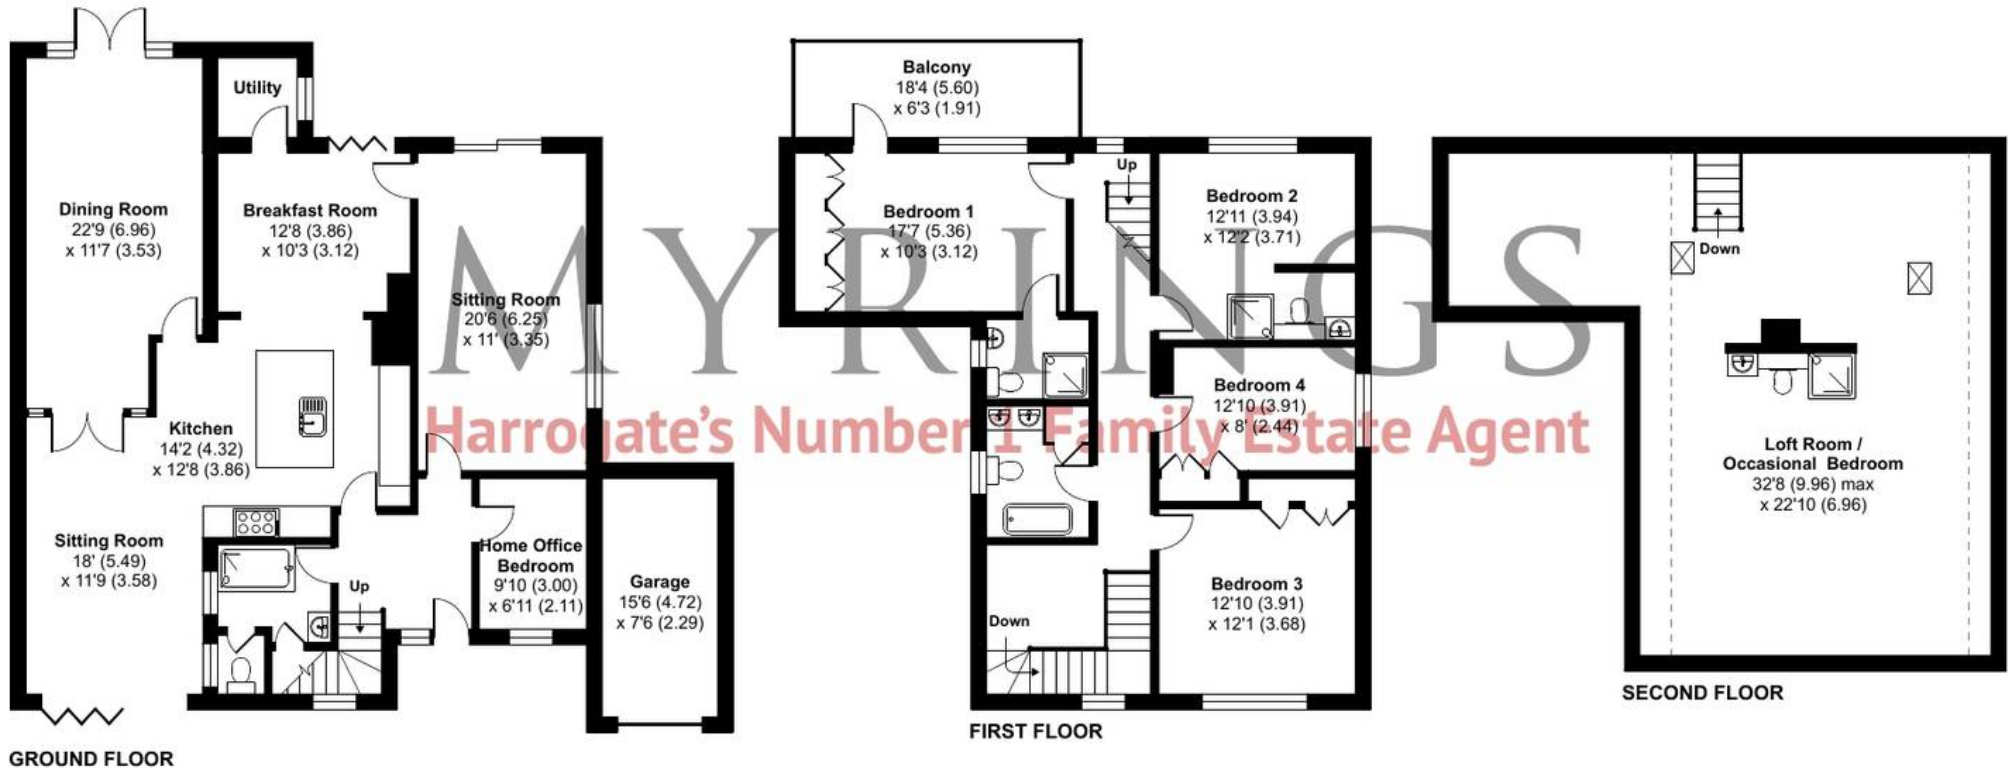 Utility
Dining Room
22'9 (6.96)
x 11'7 (3.53)
Breakfast Room
12'8 (3.86)
x 10'3 (3.12)
Sitting Room
20'6 (6.25)
x 11' (3.35)
Kitchen
14'2 (4.32)
x 12'8 (3.86)
Sitting Room
18' (5.49)
x 11'9 (3.58)
Up
Home Office
Bedroom
9'10 (3.00)
x 6'11 (2.11)
Garage
15'6 (4.72)
x 7'6 (2.29)
GROUND FLOOR
Balcony
18'4 (5.60)
x 6'3 (1.91)
Bedroom 1
17'7 (5.36)
x 10'3 (3.12)
Up
Bedroom 2
12'11 (3.94)
x 12'2 (3.71)
Bedroom 4
12'10 (3.91)
x 8' (2.44)
Bedroom 3
12'10 (3.91)
x 12'1 (3.68)
Down
FIRST FLOOR
Down
Loft Room /
Occasional Bedroom
32'8 (9.96) max
x 22'10 (6.96)
SECOND FLOOR
MYRINGS
Harrogate's Number 1 Family Estate Agent